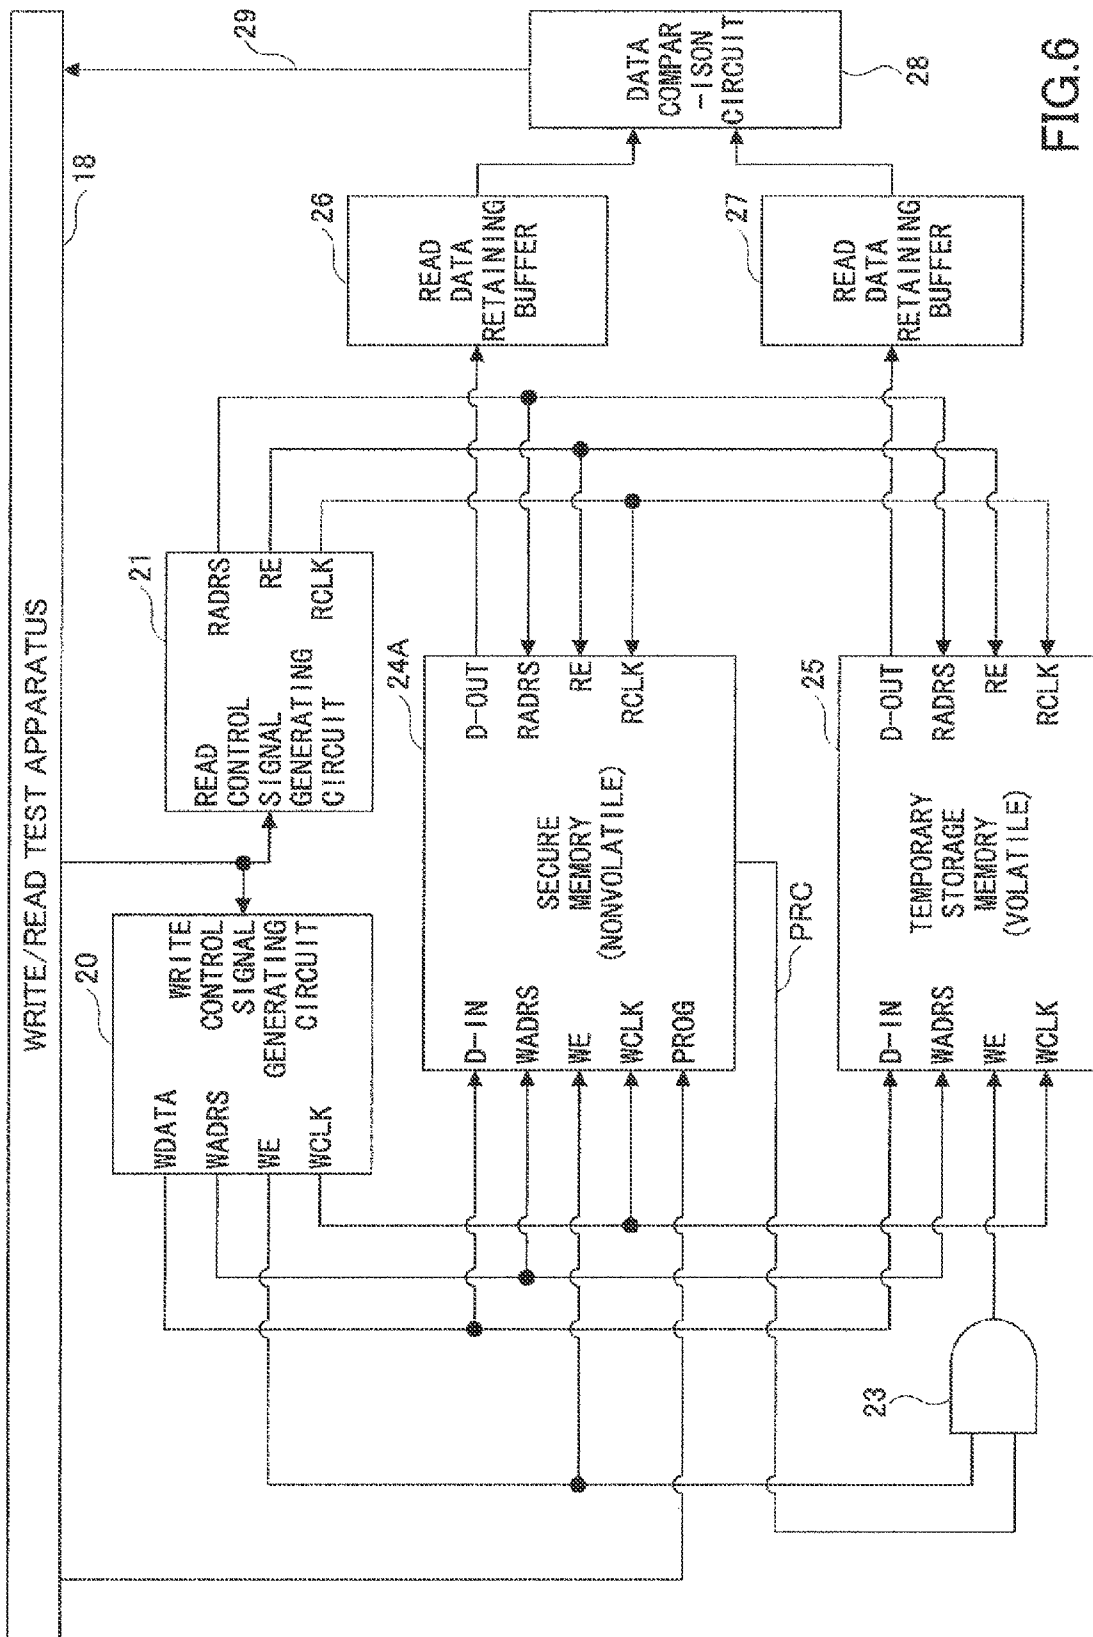 WRITE/READ TEST APPARATUS
18
29
20
WRITE
CONTROL
SIGNAL
GENERATING
CIRCUIT
WDATA
WADRS
WE
WCLK
21
READ
CONTROL
SIGNAL
GENERATING
CIRCUIT
RADRS
RE
RCLK
26
READ
DATA
RETAINING
BUFFER
DATA
COMPAR
-ISON
CIRCUIT
28
24A
D-IN
WADRS
WE
WCLK
PROG
SECURE
MEMORY
(NONVOLATILE)
D-OUT
RADRS
RE
RCLK
27
READ
DATA
RETAINING
BUFFER
PRC
23
25
D-IN
WADRS
WE
WCLK
TEMPORARY
STORAGE
MEMORY
(VOLATILE)
D-OUT
RADRS
RE
RCLK
FIG.6